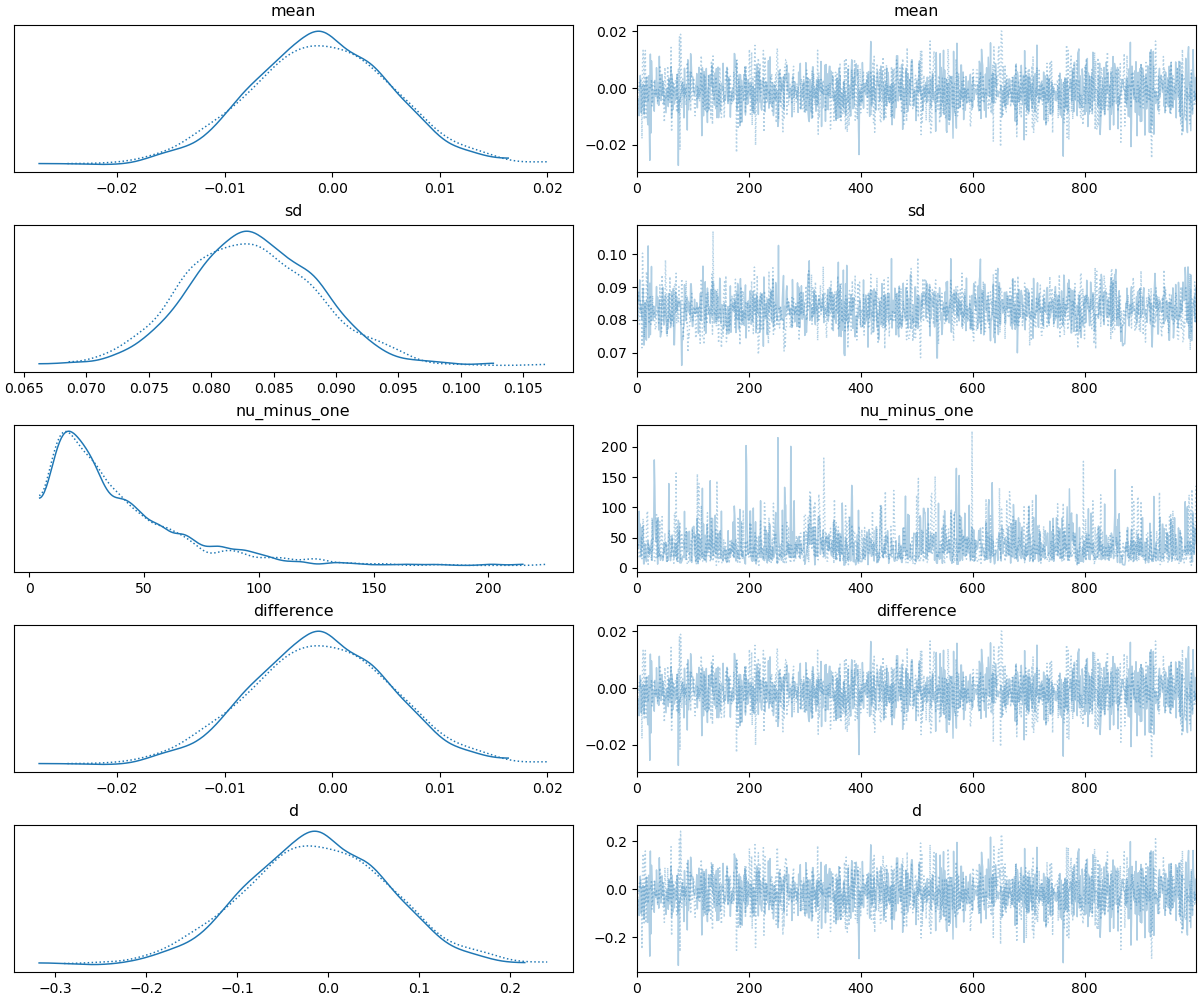 mean
mean
0.02
0.00
−0.02
−0.02 −0.01 0.00 0.01 0.02
0 200 400 600 800
sd
sd
0.10
0.09
0.08
0.07
0.065 0.070 0.075 0.080 0.085 0.090 0.095 0.100 0.105
0 200 400 600 800
nu_minus_one
nu_minus_one
200
150
100
50
0
0 50 100 150 200
0 200 400 600 800
difference
difference
0.02
0.00
−0.02
−0.02 −0.01 0.00 0.01 0.02
0 200 400 600 800
d
d
0.2
0.0
−0.2
−0.3 −0.2 −0.1 0.0 0.1 0.2
0 200 400 600 800